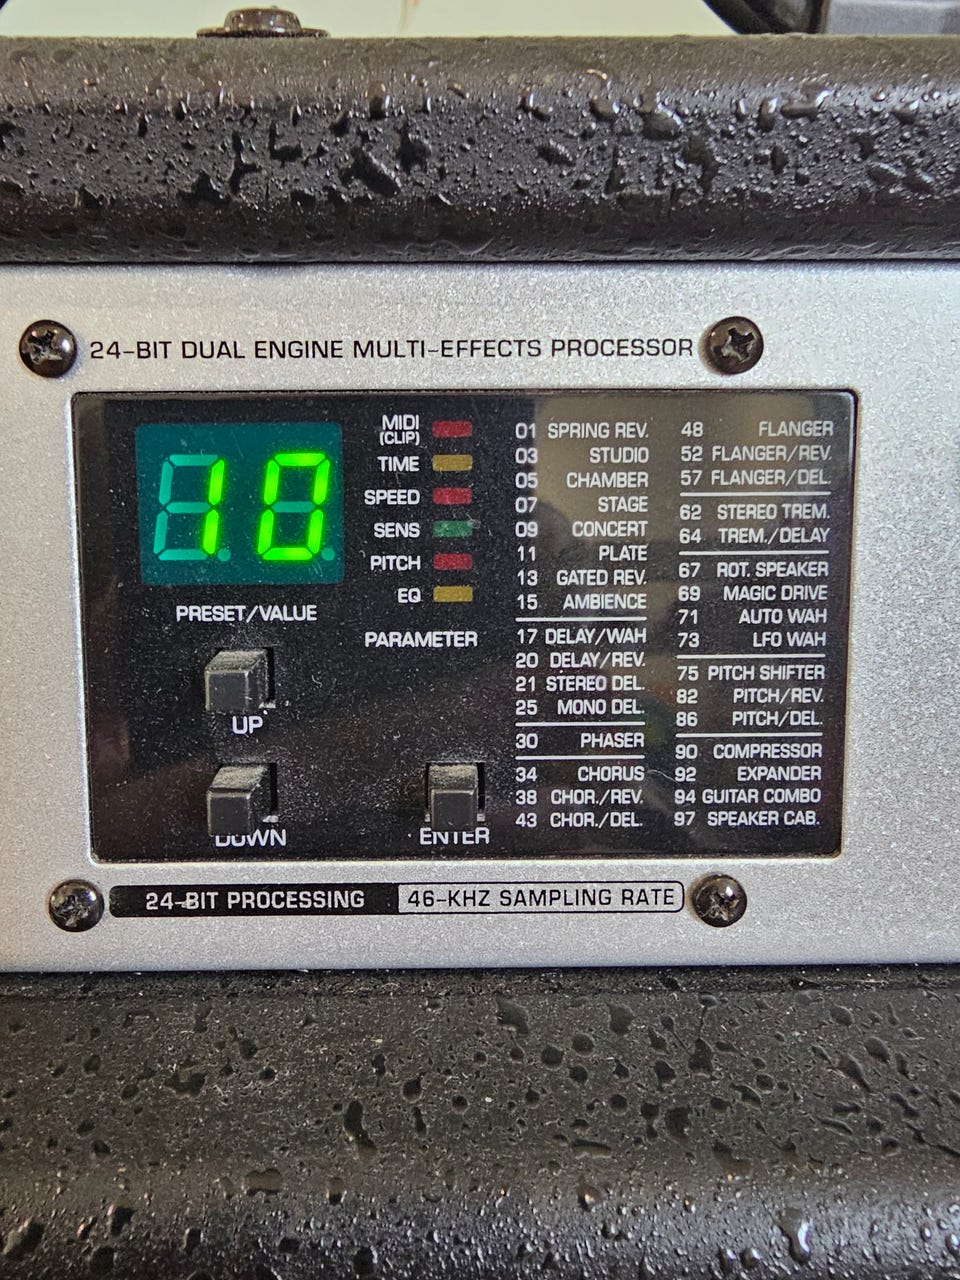 24-BIT DUAL ENGINE MULTI-EFFECTS PROCESSOR
10
PRESET/VALUE
UP
DOWN
MIDI
(CLIP)
TIME
SPEED
SENS
PITCH
EQ
PARAMETER
ENTER
01 SPRING REV.
03 STUDIO
05 CHAMBER
07 STAGE
09 CONCERT
11 PLATE
13 GATED REV.
15 AMBIENCE
17 DELAY/WAH
20 DELAY/REV.
21 STEREO DEL.
25 MONO DEL.
30 PHASER
34 CHORUS
38 CHOR./REV.
43 CHOR./DEL.
48 FLANGER
52 FLANGER/REV.
57 FLANGER/DEL.
62 STEREO TREM.
64 TREM./DELAY
67 ROT. SPEAKER
69 MAGIC DRIVE
71 AUTO WAH
73 LFO WAH
75 PITCH SHIFTER
82 PITCH/REV.
86 PITCH/DEL.
90 COMPRESSOR
92 EXPANDER
94 GUITAR COMBO
97 SPEAKER CAB.
24-BIT PROCESSING 46-KHZ SAMPLING RATE